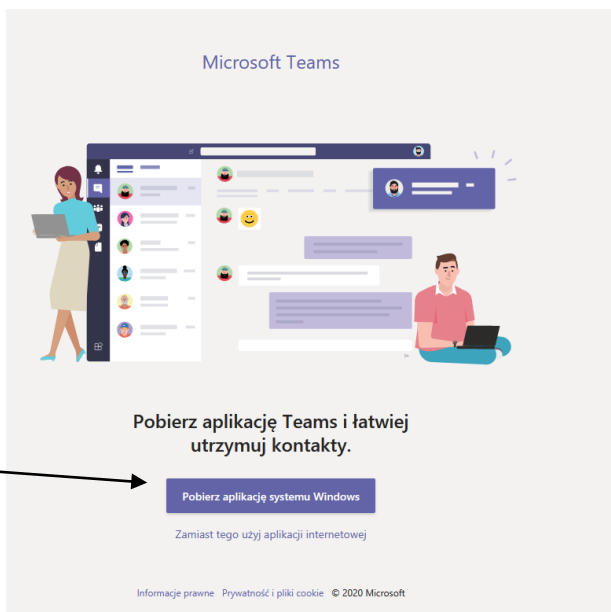 Microsoft Teams
Pobierz aplikację Teams i łatwiej
utrzymuj kontakty.
Pobierz aplikację systemu Windows
Zamiast tego użyj aplikacji internetowej
Informacje prawne Prywatność i pliki cookie © 2020 Microsoft